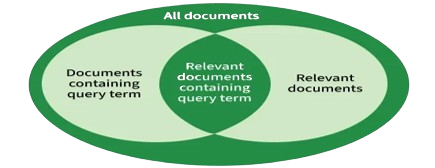 All documents
Documents
containing
query term
Relevant
documents
containing
query term
Relevant
documents